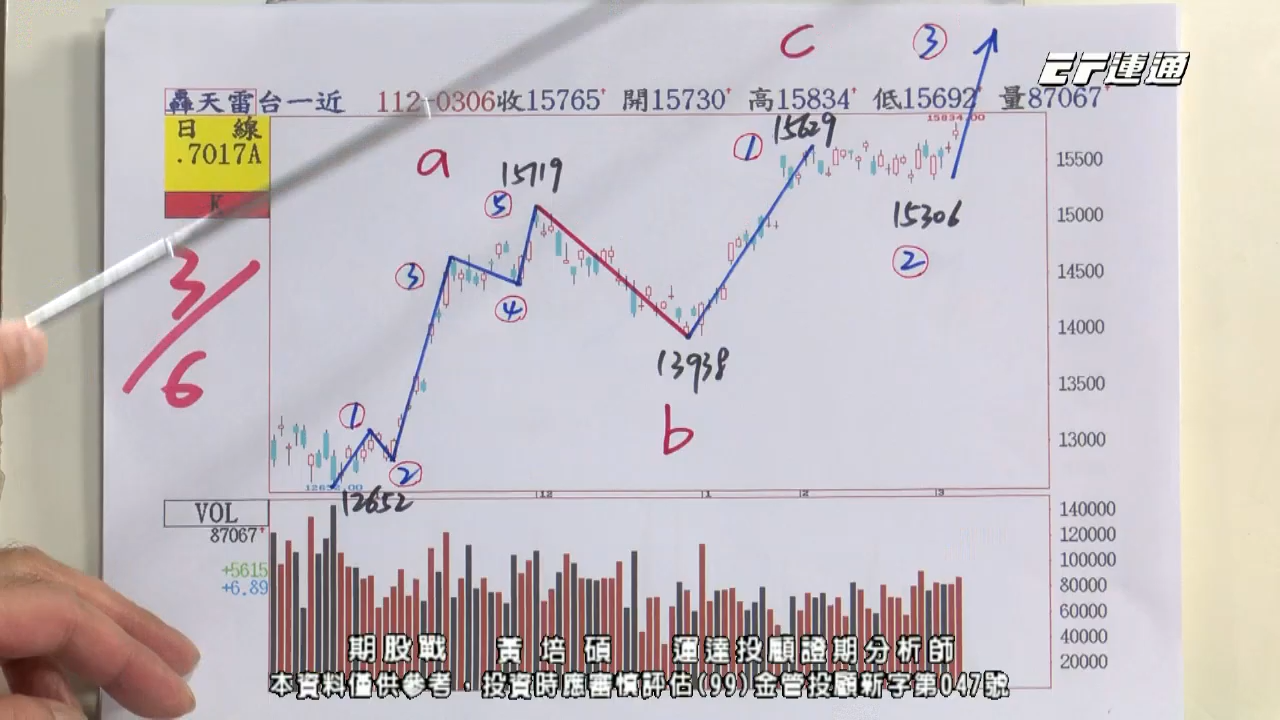 c ③
EF運通
轟天雷台一近 112-0306收15765 開15730 高15834 低15692 量87067
日 線
.7017A
K
15834.00
a
b
① 15629
⑤ 15719
③
④
①
②
15306
②
13938
12652
3/6
15500
15000
14500
14000
13500
13000
12 1 2 3
VOL
87067
+5615
+6.89
140000
120000
100000
80000
60000
40000
20000
期股戰 黃培碩 運達投顧證期分析師
本資料僅供參考，投資時應審慎評估(99)金管投顧新字第047號